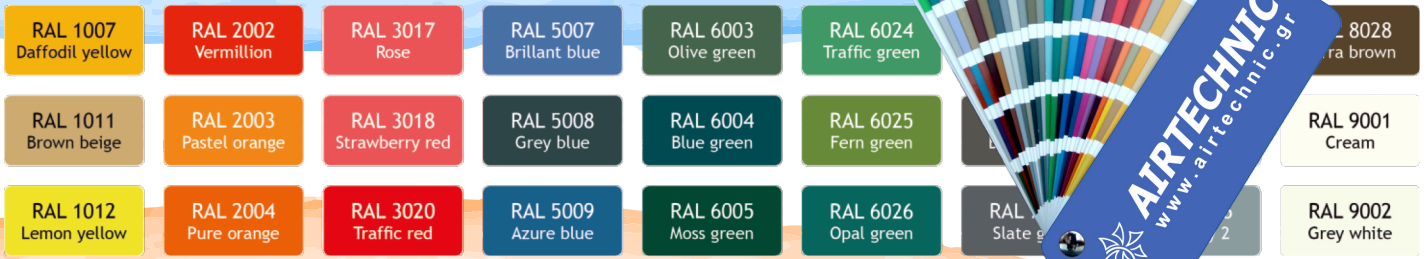 RAL 1007
Daffodil yellow
RAL 2002
Vermillion
RAL 3017
Rose
RAL 5007
Brillant blue
RAL 6003
Olive green
RAL 6024
Traffic green
8028
brown
RAL 1011
Brown beige
RAL 2003
Pastel orange
RAL 3018
Strawberry red
RAL 5008
Grey blue
RAL 6004
Blue green
RAL 6025
Fern green
RAL 9001
Cream
RAL 1012
Lemon yellow
RAL 2004
Pure orange
RAL 3020
Traffic red
RAL 5009
Azure blue
RAL 6005
Moss green
RAL 6026
Opal green
RAL
Slate
2
RAL 9002
Grey white
AIRTECHNIC
www.airtechnic.gr